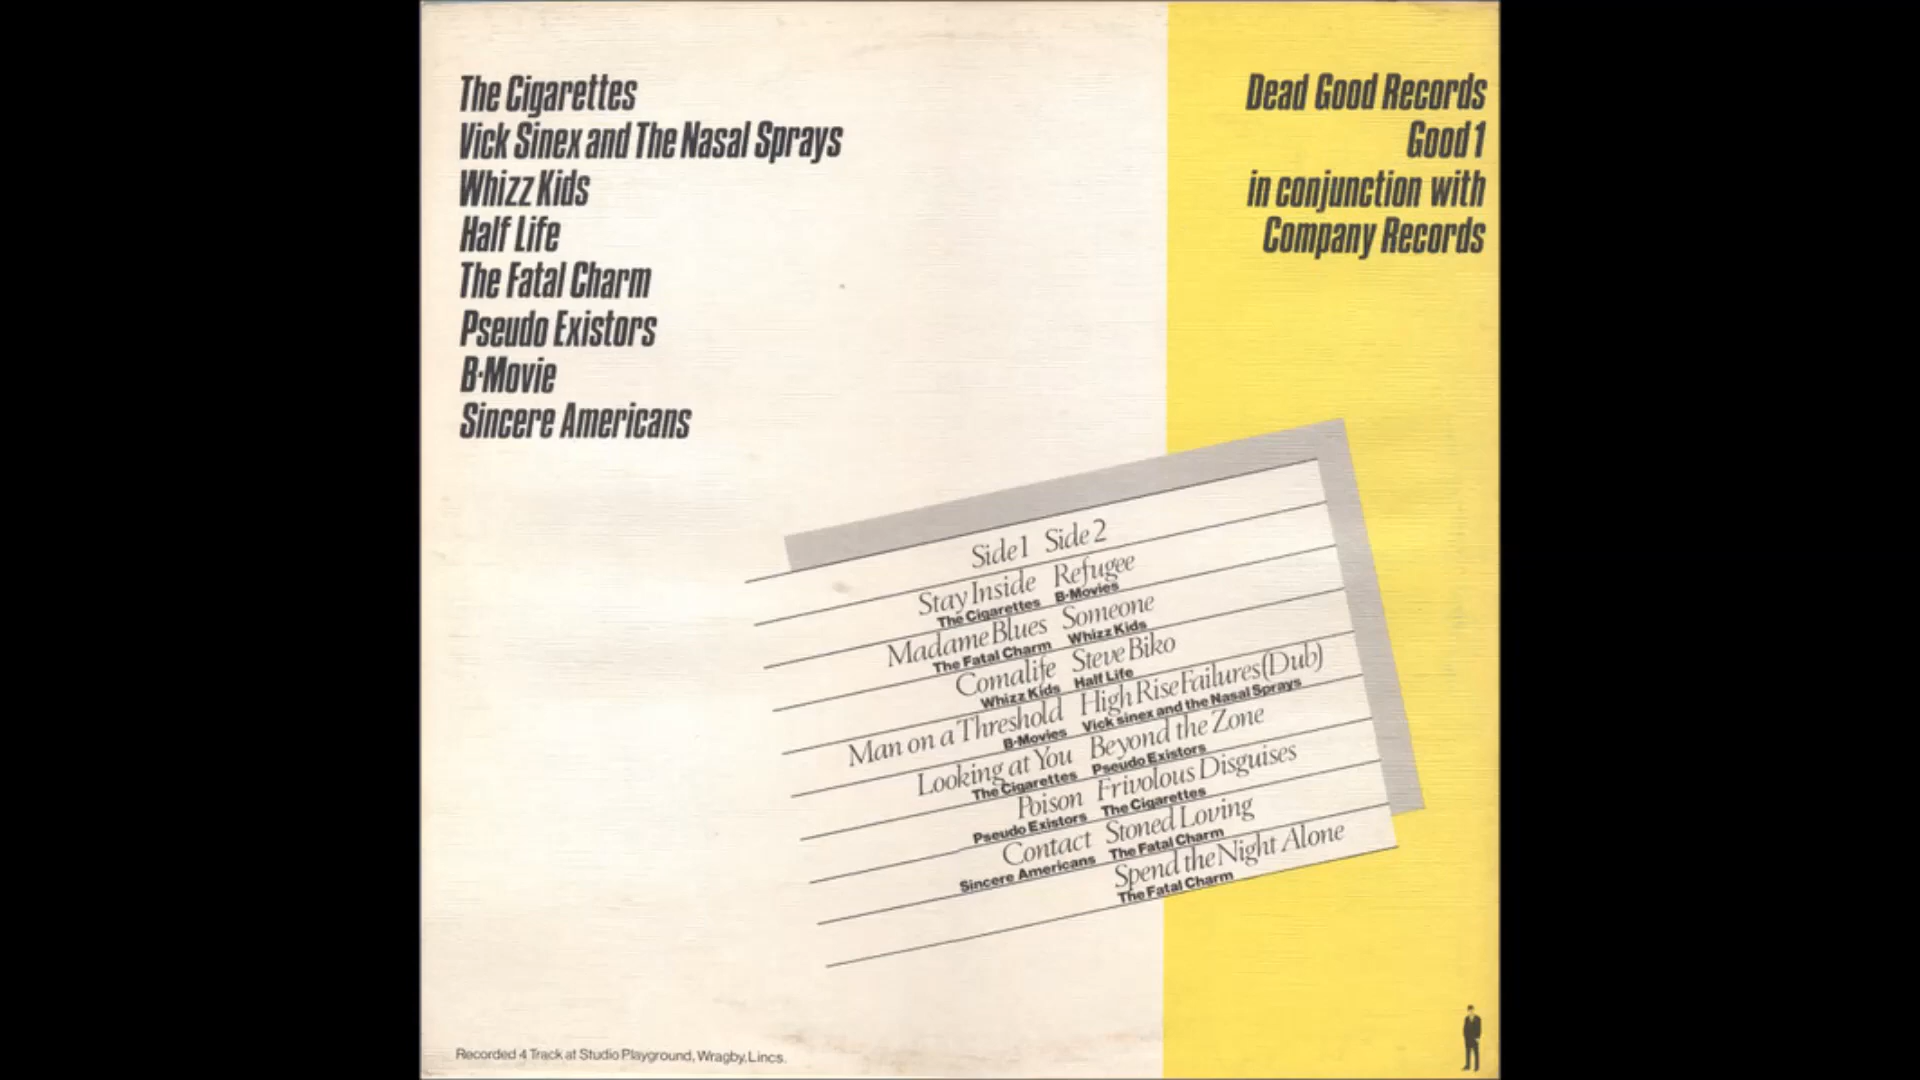 The Cigarettes
Vick Sinex and The Nasal Sprays
Whizz Kids
Half Life
The Fatal Charm
Pseudo Existors
B·Movie
Sincere Americans
Dead Good Records
Good 1
in conjunction with
Company Records
Side 1
Stay Inside
The Cigarettes
Madame Blues
The Fatal Charm
Comalife
Whizz Kids
Man on a Threshold
B-Movies
Looking at You
The Cigarettes
Poison
Pseudo Existors
Contact
Sincere Americans
Side 2
Refugee
B-Movies
Someone
Whizz Kids
Steve Biko
Half Life
High Rise Failures (Dub)
Vick sinex and the Nasal Sprays
Beyond the Zone
Pseudo Existors
Frivolous Disguises
The Cigarettes
Stoned Loving
The Fatal Charm
Spend the Night Alone
The Fatal Charm
Recorded 4 Track at Studio Playground, Wragby, Lincs.